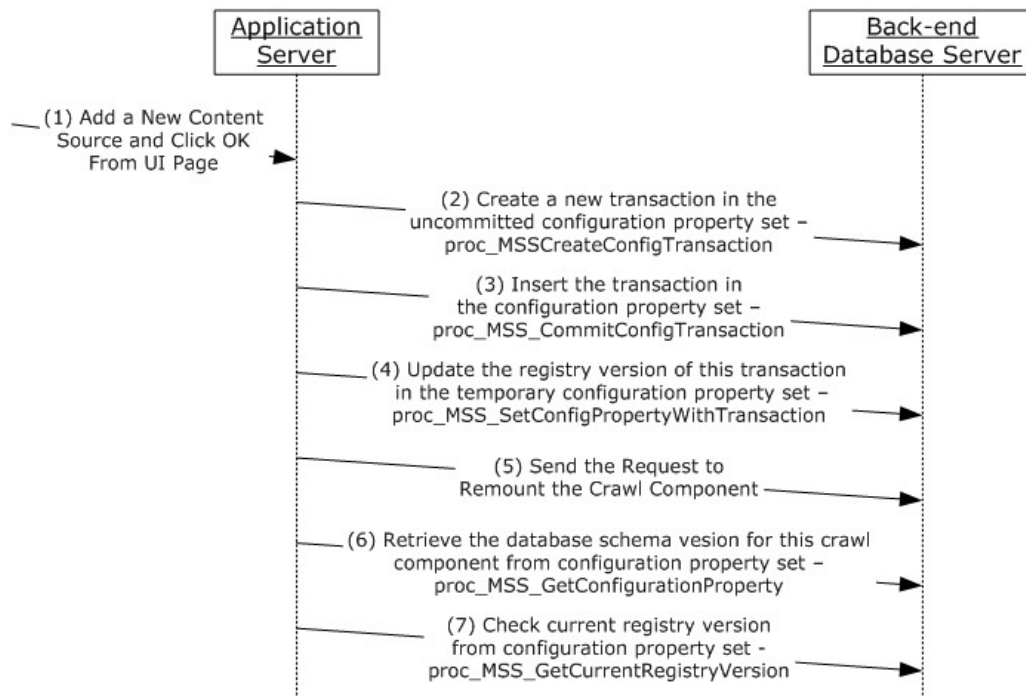 Application
Server
Back-end
Database Server
(1) Add a New Content
Source and Click OK
From UI Page
(2) Create a new transaction in the
uncommitted configuration property set –
proc_MSSCreateConfigTransaction
(3) Insert the transaction in
the configuration property set –
proc_MSS_CommitConfigTransaction
(4) Update the registry version of this transaction
in the temporary configuration property set –
proc_MSS_SetConfigPropertyWithTransaction
(5) Send the Request to
Remount the Crawl Component
(6) Retrieve the database schema vesion for this crawl
component from configuration property set –
proc_MSS_GetConfigurationProperty
(7) Check current registry version
from configuration property set -
proc_MSS_GetCurrentRegistryVersion